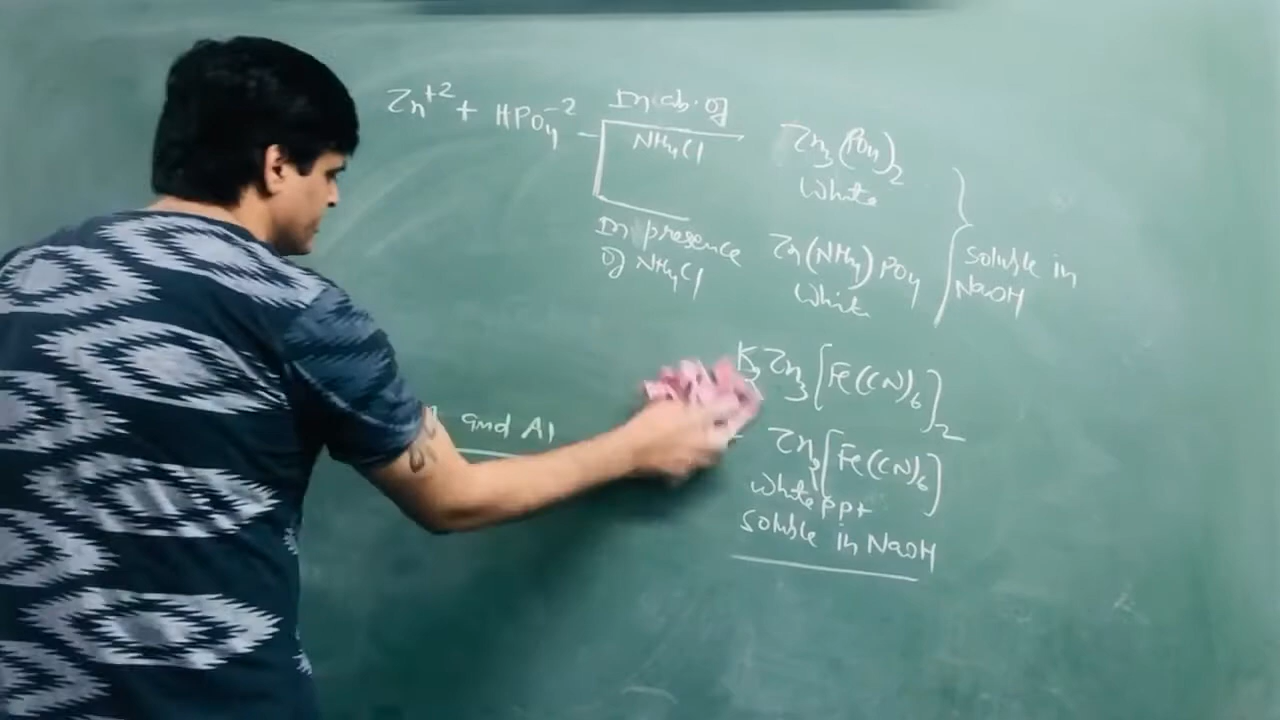 Zn+2 + HPO4-2
In ab. of
NH4Cl
Zn3(PO4)2
White
In presence
of NH4Cl
Zn(NH4)PO4
White
Soluble in
NaOH
and Al
K2Zn3[Fe(CN)6]2
Zn [Fe(CN)6]
White ppt
soluble in NaOH